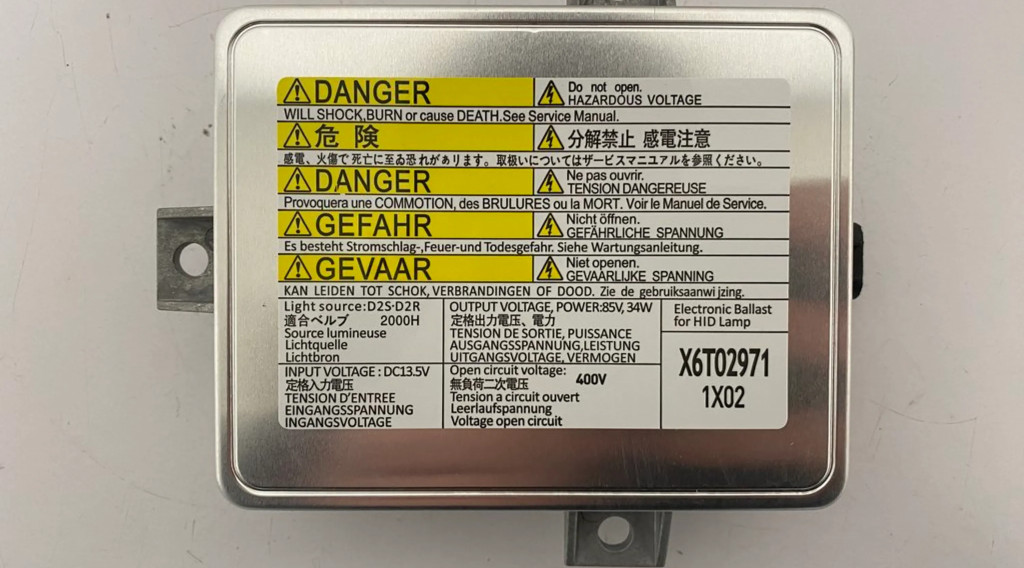 DANGER
Do not open.
HAZARDOUS VOLTAGE
WILL SHOCK,BURN or cause DEATH.See Service Manual.
危 険
分解禁止 感電注意
感電、火傷で死亡に至る恐れがあります。取扱いについてはサービスマニュアルを参照ください。
DANGER
Ne pas ouvrir.
TENSION DANGEREUSE
Provoquera une COMMOTION, des BRULURES ou la MORT. Voir le Manuel de Service.
GEFAHR
Nicht öffnen.
GEFÄHRLICHE SPANNUNG
Es besteht Stromschlag-,Feuer-und Todesgefahr. Siehe Wartungsanleitung.
GEVAAR
Niet openen.
GEVAARLIJKE SPANNING
KAN LEIDEN TOT SCHOK, VERBRANDINGEN OF DOOD. Zie de gebruiksaanwi jzing.
Light source:D2S·D2R
適合ベルブ 2000H
Source lumineuse
Lichtquelle
Lichtbron
OUTPUT VOLTAGE, POWER:85V, 34W
定格出力電圧、電力
TENSION DE SORTIE, PUISSANCE
AUSGANGSSPANNUNG,LEISTUNG
UITGANGSVOLTAGE, VERMOGEN
Electronic Ballast
for HID Lamp
INPUT VOLTAGE : DC13.5V
定格入力電圧
TENSION D'ENTREE
EINGANGSSPANNUNG
INGANGSVOLTAGE
Open circuit voltage:
400V
無負荷二次電圧
Tension a circuit ouvert
Leerlaufspannung
Voltage open circuit
X6T02971
1X02